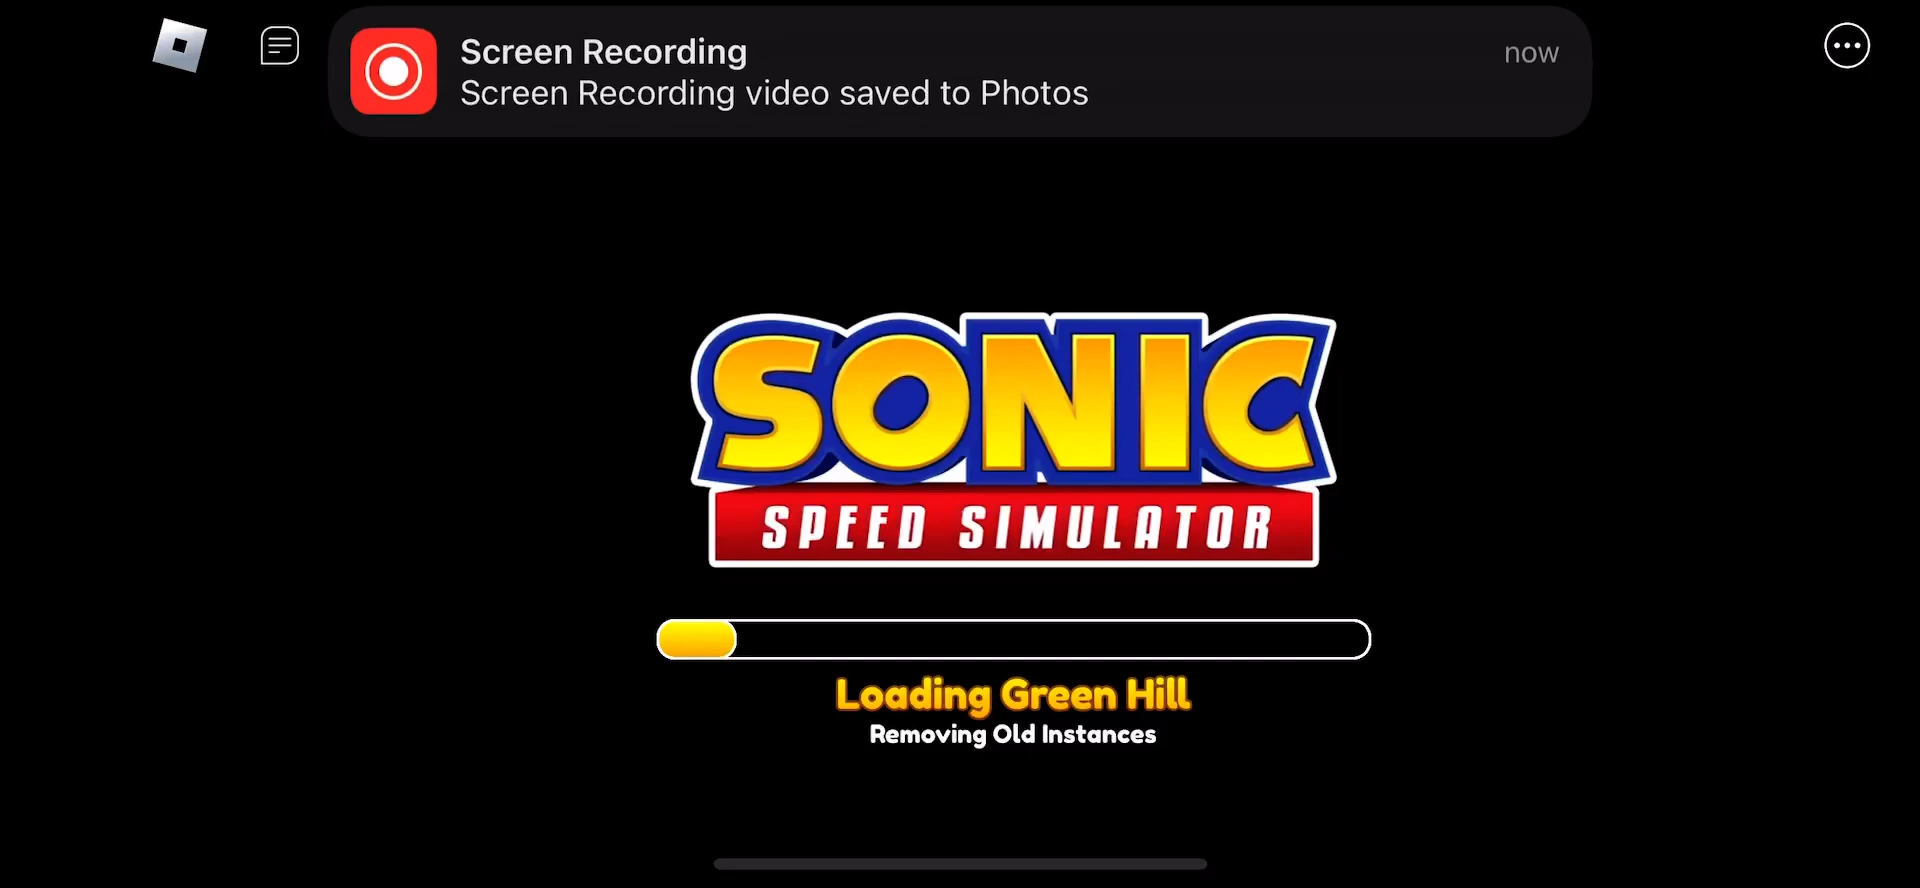 Screen Recording
now
Screen Recording video saved to Photos
SONIC
SPEED SIMULATOR
Loading Green Hill
Removing Old Instances